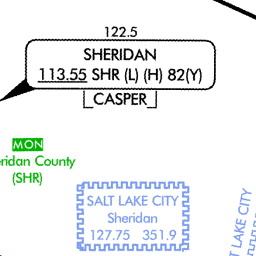 122.5
SHERIDAN
113.55 SHR (L) (H) 82(Y)
CASPER
MON
ridan County
(SHR)
SALT LAKE CITY
Sheridan
127.75 351.9
T LAKE CITY